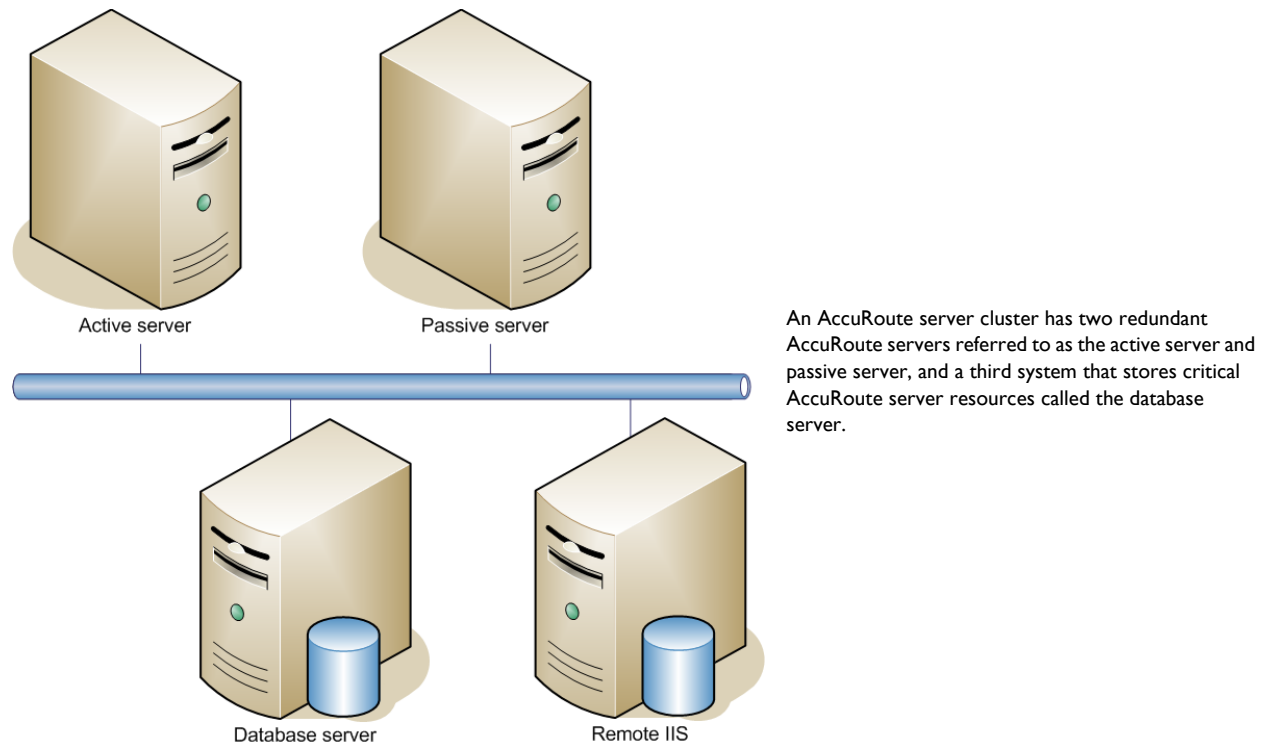 Active server
Passive server
An AccuRoute server cluster has two redundant
AccuRoute servers referred to as the active server and
passive server, and a third system that stores critical
AccuRoute server resources called the database
server.
Database server
Remote IIS